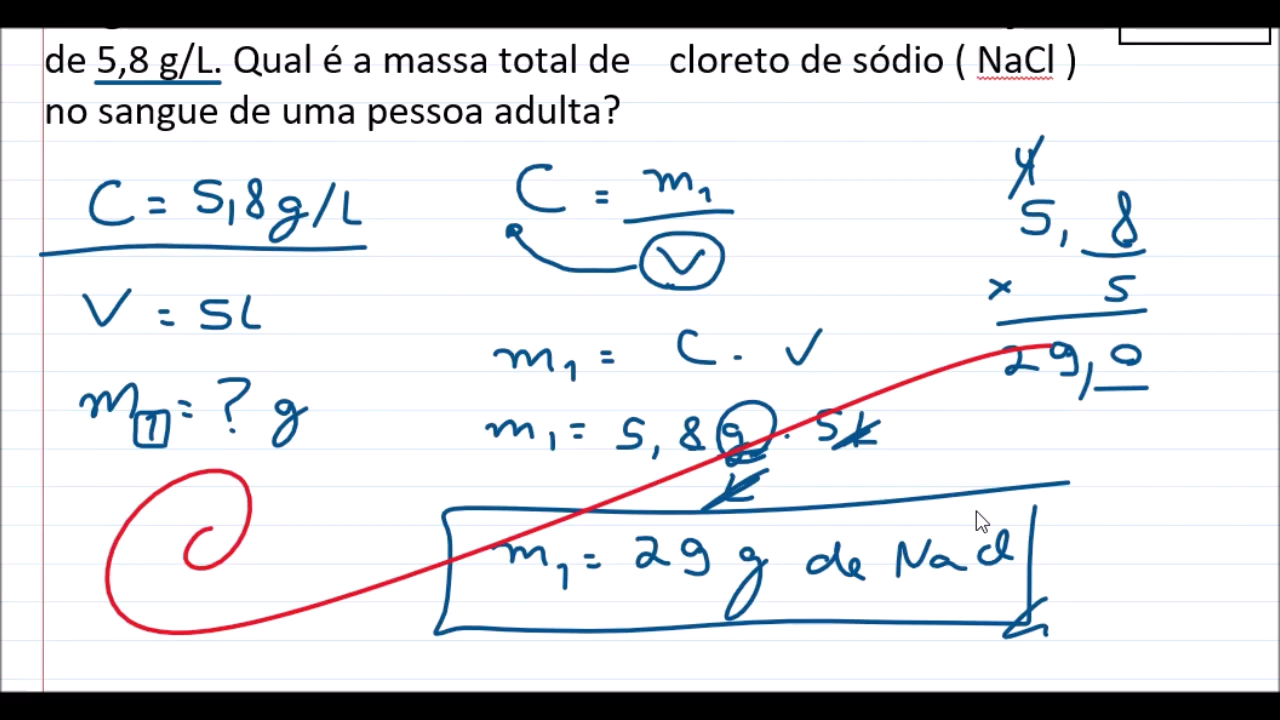 de 5,8 g/L. Qual é a massa total de cloreto de sódio ( NaCl )
no sangue de uma pessoa adulta?
C = 5,8 g/L
V = 5L
m1 = ? g
C = m1
V
m1 = C . V
m1 = 5,8 g . 5L
L
m1 = 29 g de NaCl
4
5,8
x 5
29,0